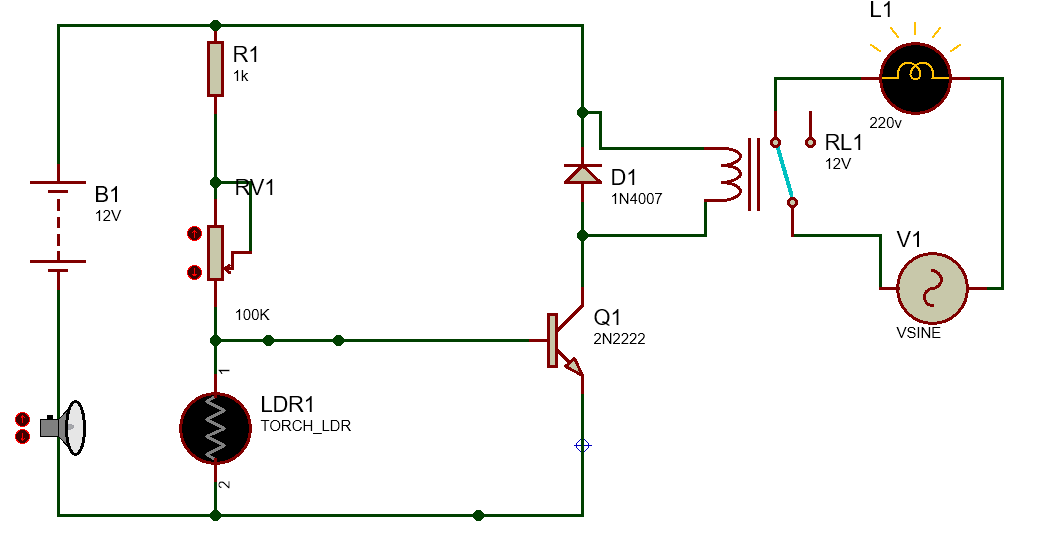 L1
R1
1k
220v
RL1
12V
RV1
B1
12V
D1
1N4007
V1
VSINE
100K
Q1
2N2222
1
LDR1
TORCH_LDR
2